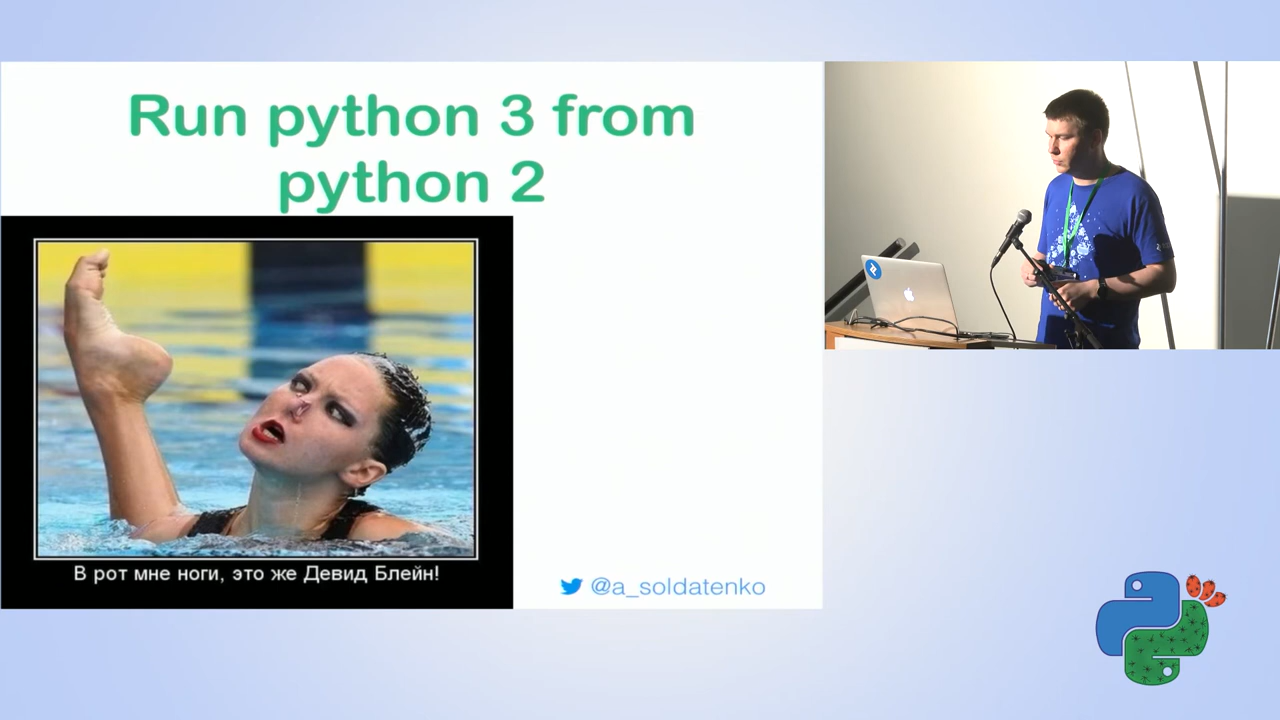 Run python 3 from
python 2
В рот мне ноги, это же Девид Блейн!
@a_soldatenko